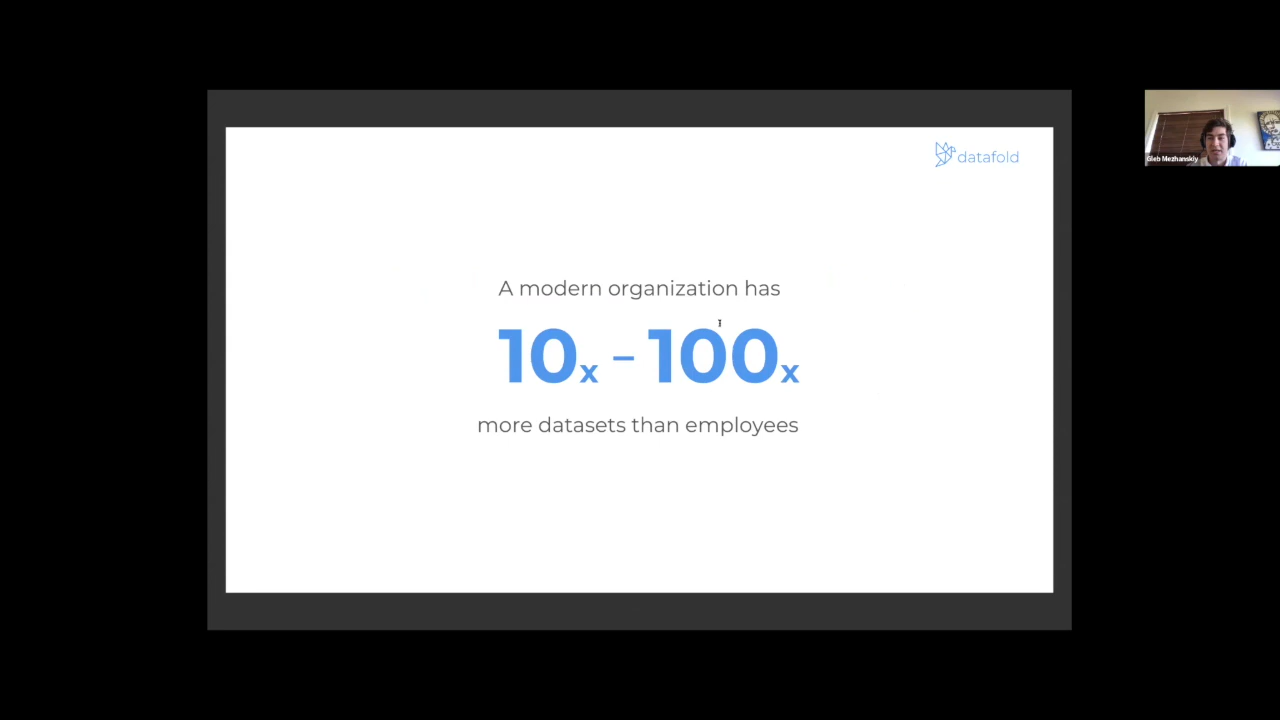 datafold
A modern organization has
10x – 100x
more datasets than employees
Gleb Mezhanskiy